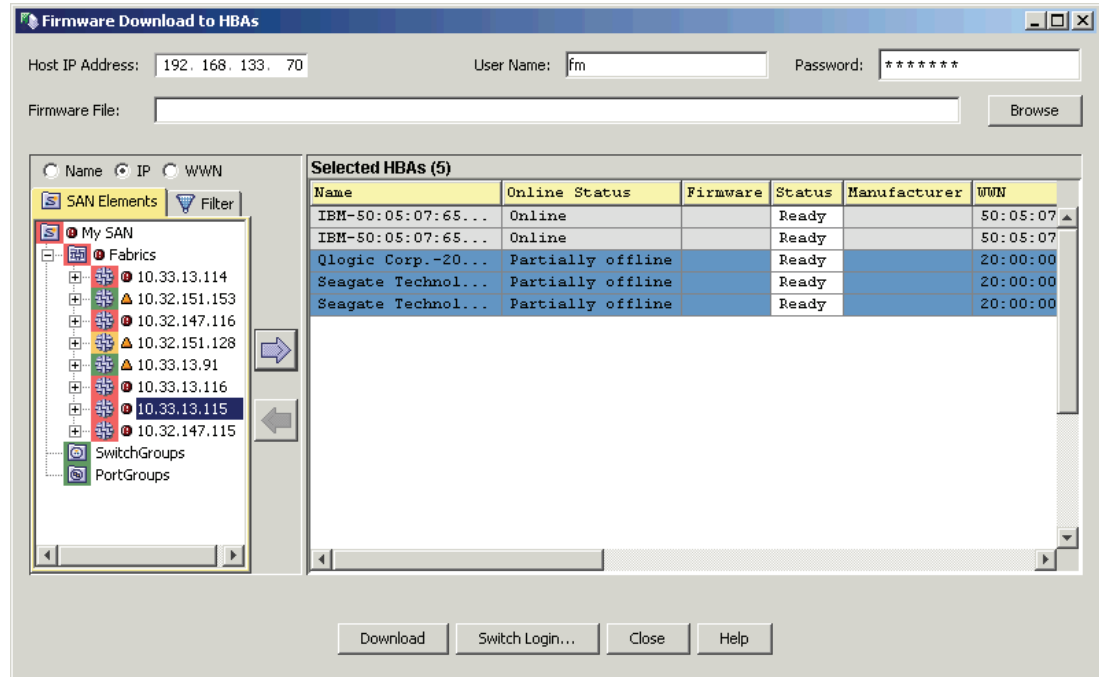 Firmware Download to HBAs
Host IP Address: 192. 168. 133. 70 User Name: fm Password: *******
Firmware File: Browse
Name IP WWN
SAN Elements Filter
My SAN
Fabrics
10.33.13.114
10.32.151.153
10.32.147.116
10.32.151.128
10.33.13.91
10.33.13.116
10.33.13.115
10.32.147.115
SwitchGroups
PortGroups
Selected HBAs (5)
Name Online Status Firmware Status Manufacturer WWN
IBM-50:05:07:65... Online Ready 50:05:07
IBM-50:05:07:65... Online Ready 50:05:07
Qlogic Corp.-20... Partially offline Ready 20:00:00
Seagate Technol... Partially offline Ready 20:00:00
Seagate Technol... Partially offline Ready 20:00:00
Download Switch Login... Close Help